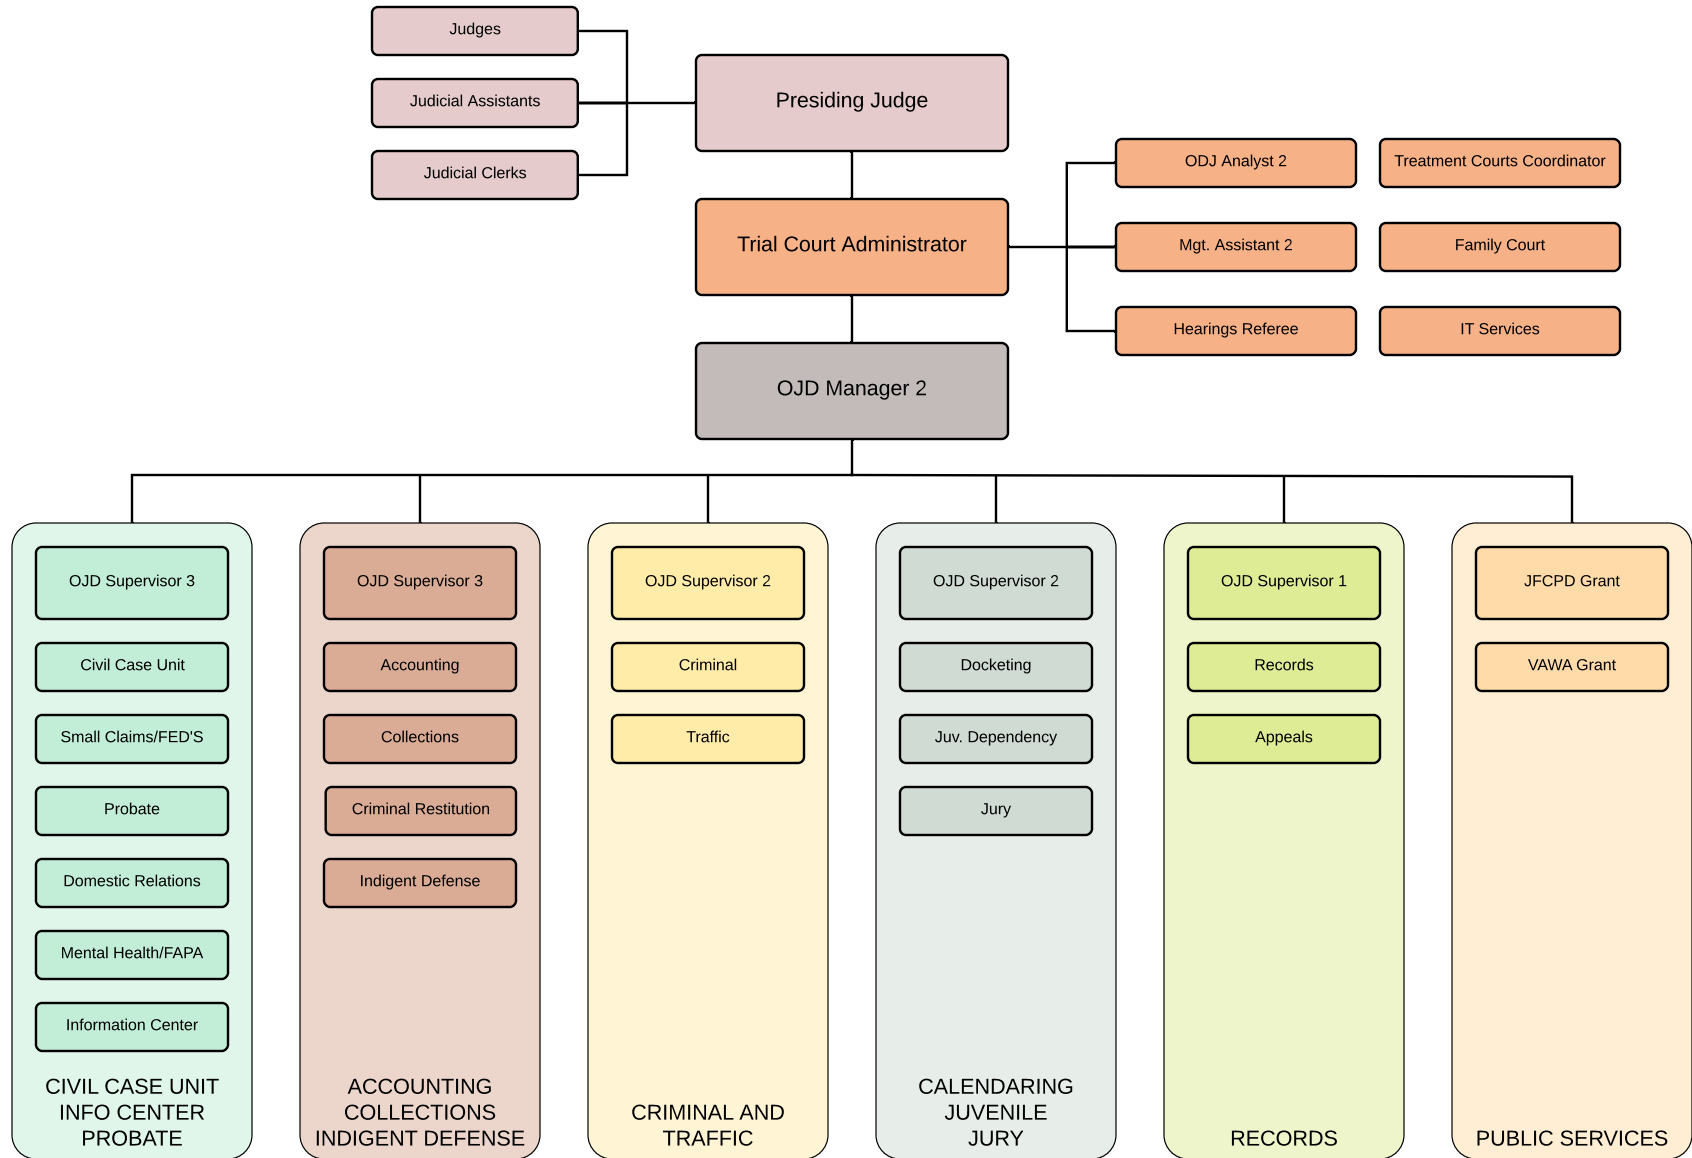 Judges
Judicial Assistants
Judicial Clerks
Presiding Judge
Trial Court Administrator
ODJ Analyst 2
Treatment Courts Coordinator
Mgt. Assistant 2
Family Court
Hearings Referee
IT Services
OJD Manager 2
OJD Supervisor 3
Civil Case Unit
Small Claims/FED'S
Probate
Domestic Relations
Mental Health/FAPA
Information Center
CIVIL CASE UNIT
INFO CENTER
PROBATE
OJD Supervisor 3
Accounting
Collections
Criminal Restitution
Indigent Defense
ACCOUNTING
COLLECTIONS
INDIGENT DEFENSE
OJD Supervisor 2
Criminal
Traffic
CRIMINAL AND
TRAFFIC
OJD Supervisor 2
Docketing
Juv. Dependency
Jury
CALENDARING
JUVENILE
JURY
OJD Supervisor 1
Records
Appeals
RECORDS
JFCPD Grant
VAWA Grant
PUBLIC SERVICES